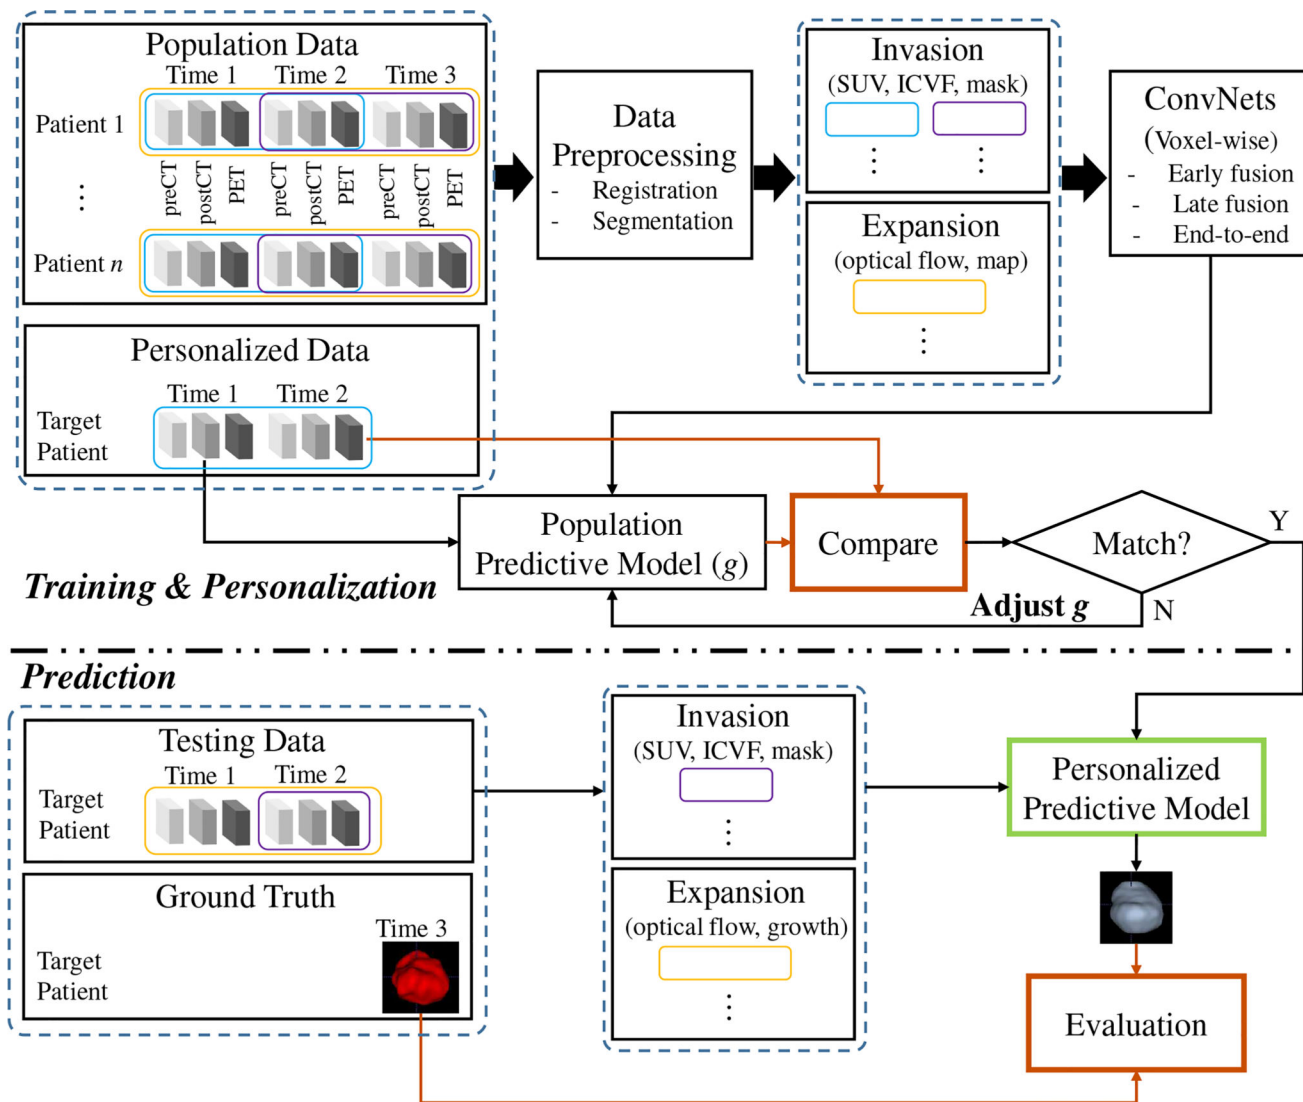 Population Data
Time 1 Time 2 Time 3
Patient 1
preCT postCT PET preCT postCT PET preCT postCT PET
⋮
Patient n
Personalized Data
Time 1 Time 2
Target
Patient
Data
Preprocessing
- Registration
- Segmentation
Invasion
(SUV, ICVF, mask)
⋮ ⋮
Expansion
(optical flow, map)
⋮
ConvNets
(Voxel-wise)
- Early fusion
- Late fusion
- End-to-end
Population
Predictive Model (g)
Compare
Match?
Y
N
Adjust g
Training & Personalization
Prediction
Testing Data
Time 1 Time 2
Target
Patient
Ground Truth
Time 3
Target
Patient
Invasion
(SUV, ICVF, mask)
⋮
Expansion
(optical flow, growth)
⋮
Personalized
Predictive Model
Evaluation